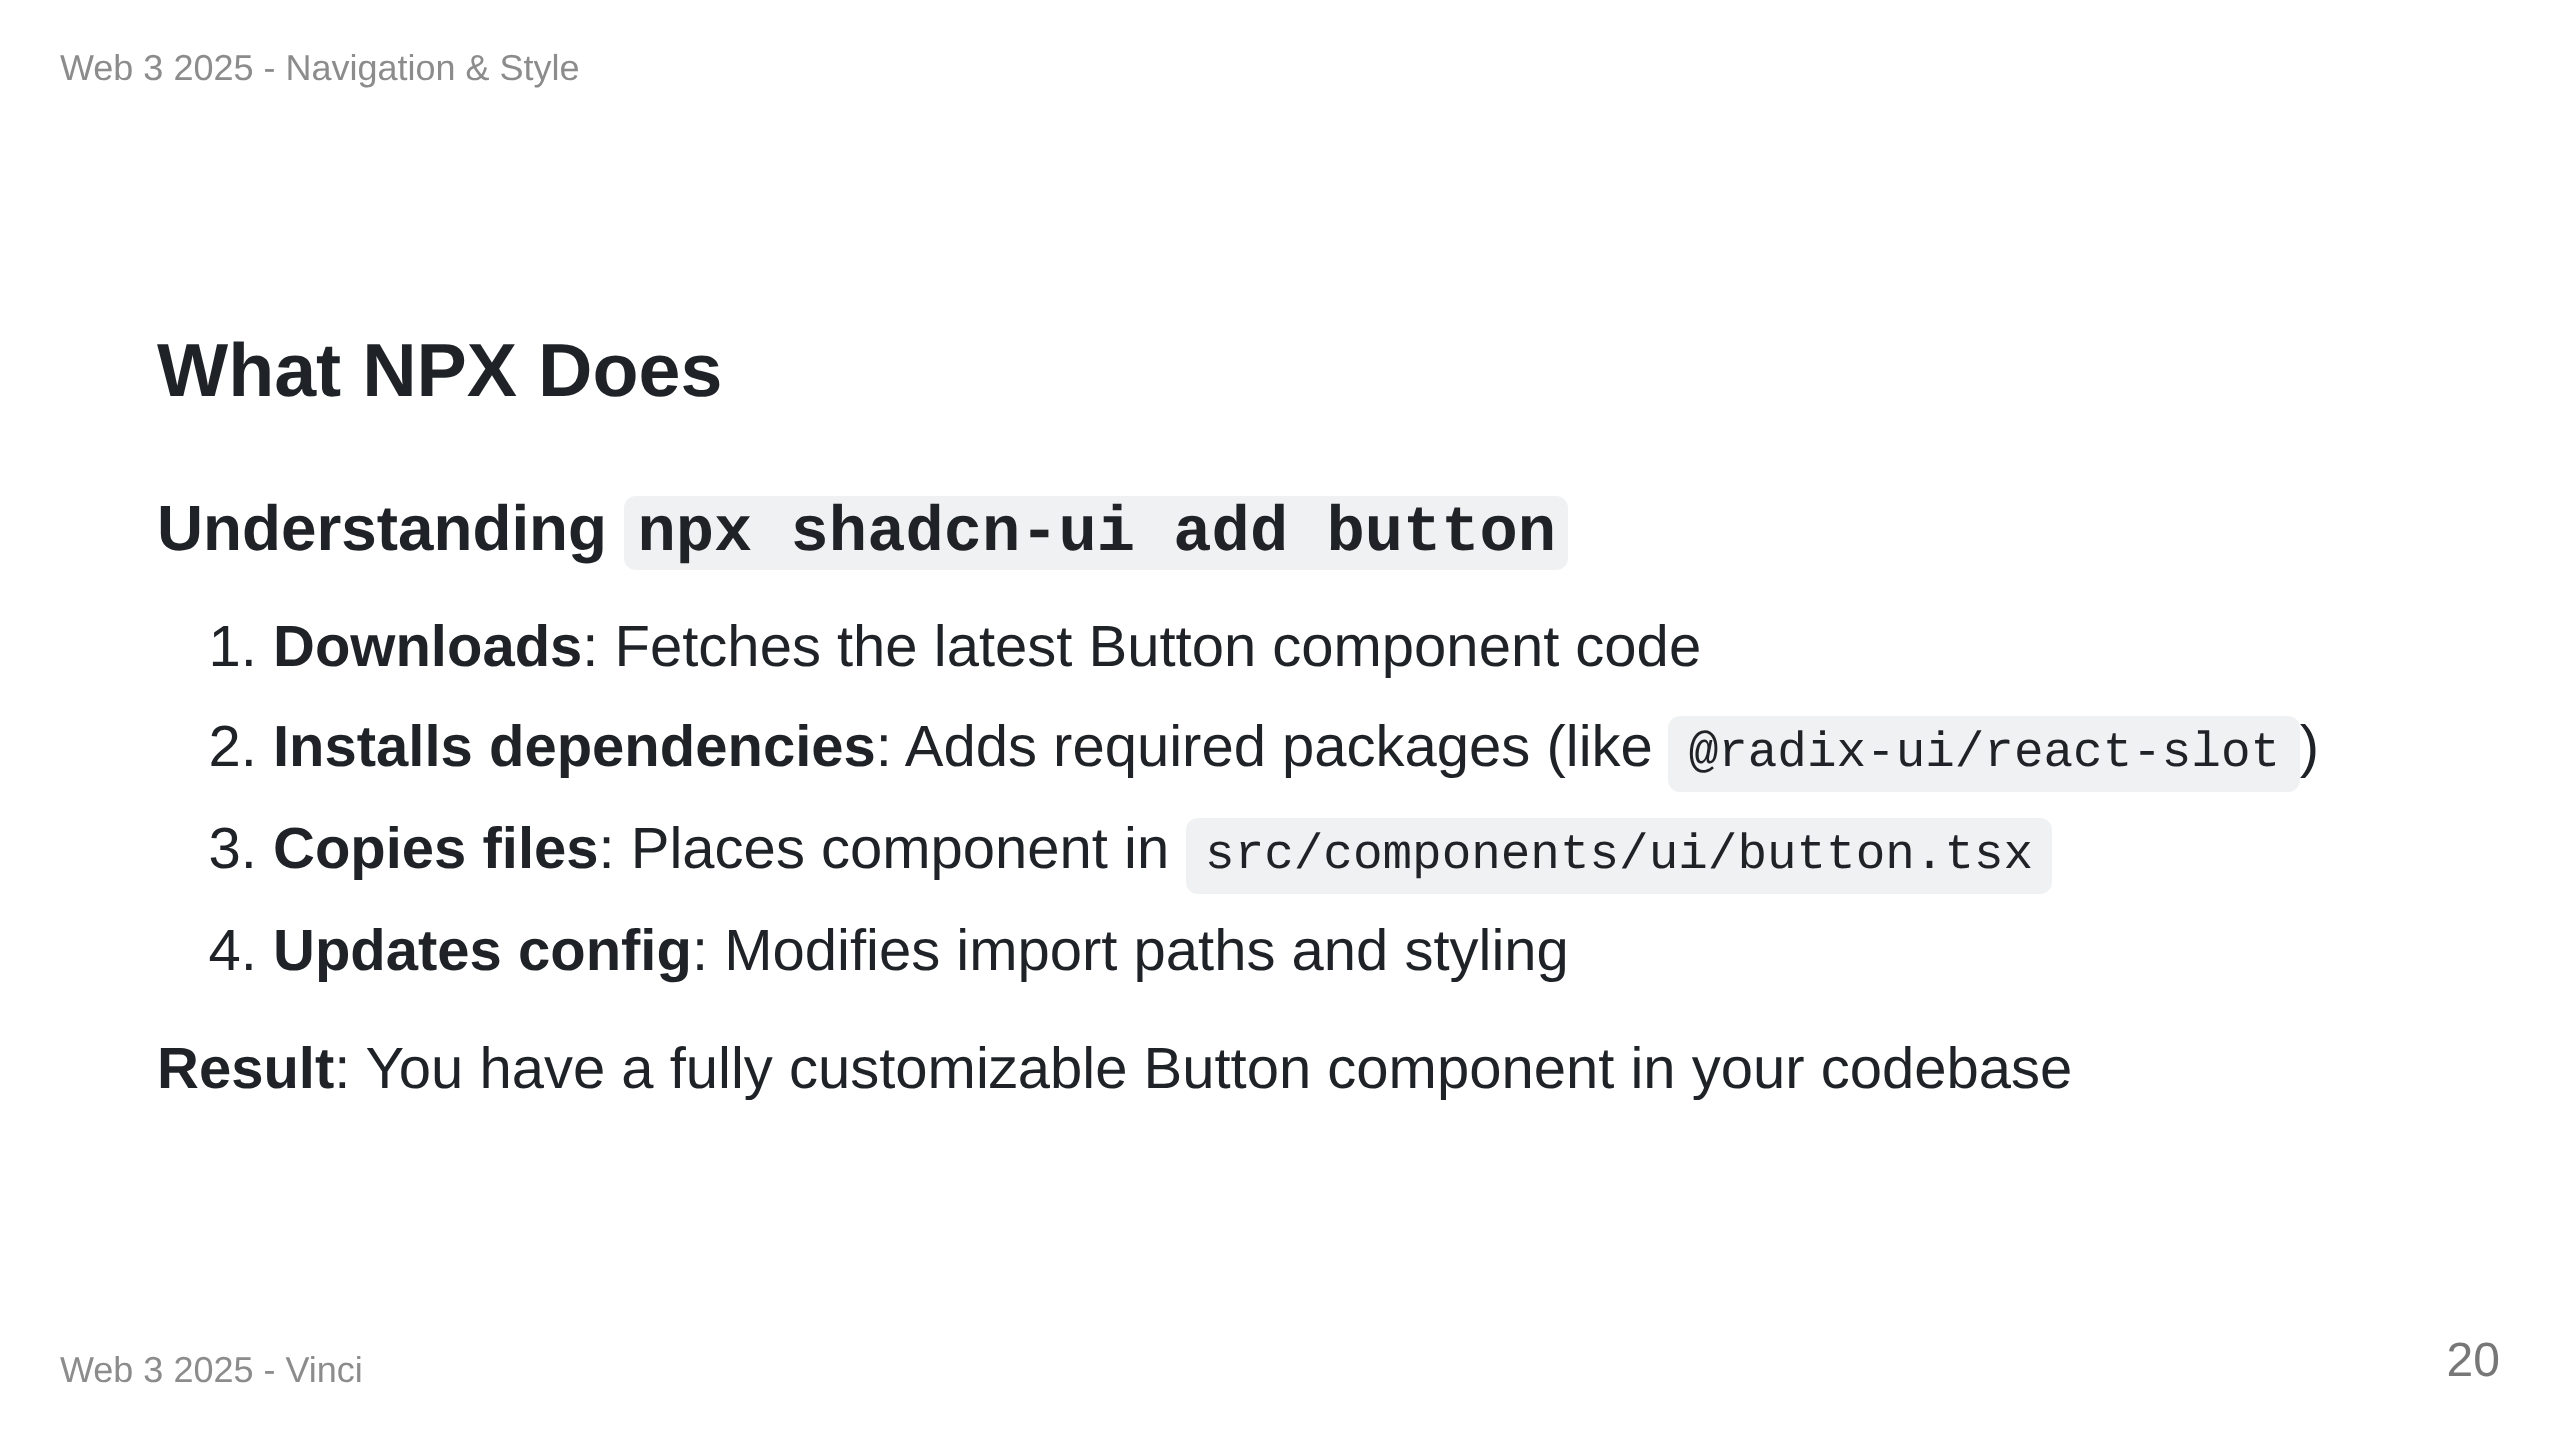 Web 3 2025 - Navigation & Style
What NPX Does
Understanding npx shadcn-ui add button
1. Downloads: Fetches the latest Button component code
2. Installs dependencies: Adds required packages (like @radix-ui/react-slot)
3. Copies files: Places component in src/components/ui/button.tsx
4. Updates config: Modifies import paths and styling
Result: You have a fully customizable Button component in your codebase
Web 3 2025 - Vinci
20